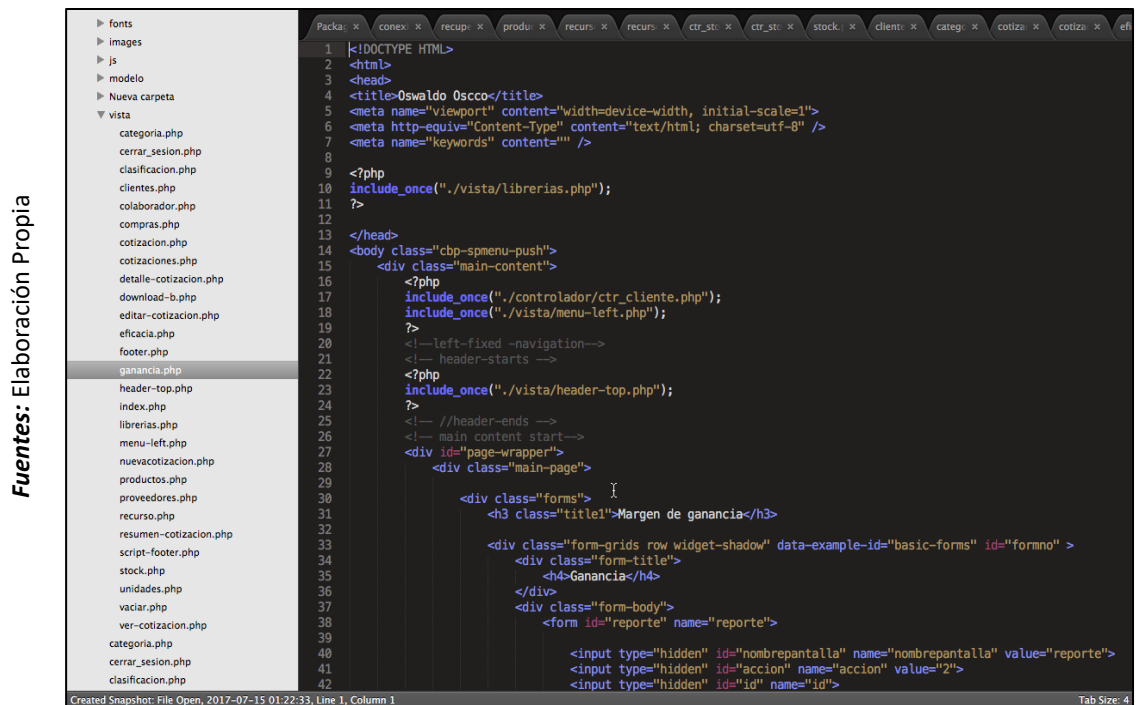 Fuentes: Elaboración Propia
fonts
images
js
modelo
Nueva carpeta
vista
categoria.php
cerrar_sesion.php
clasificacion.php
clientes.php
colaborador.php
compras.php
cotizacion.php
cotizaciones.php
detalle-cotizacion.php
download-b.php
editar-cotizacion.php
eficacia.php
footer.php
ganancia.php
header-top.php
index.php
librerias.php
menu-left.php
nuevacotizacion.php
productos.php
proveedores.php
recurso.php
resumen-cotizacion.php
script-footer.php
stock.php
unidades.php
vaciar.php
ver-cotizacion.php
categoria.php
cerrar_sesion.php
clasificacion.php
Packag × conexi × recupe × produc × recurs × recurs × ctr_sto × ctr_sto × stock. × cliente × catego × cotiza × cotiza × efi
1 <!DOCTYPE HTML>
2 <html>
3 <head>
4 <title>Oswaldo Oscco</title>
5 <meta name="viewport" content="width=device-width, initial-scale=1">
6 <meta http-equiv="Content-Type" content="text/html; charset=utf-8" />
7 <meta name="keywords" content="" />
8
9 <?php
10 include_once("./vista/librerias.php");
11 ?>
12
13 </head>
14 <body class="cbp-spmenu-push">
15 <div class="main-content">
16 <?php
17 include_once("./controlador/ctr_cliente.php");
18 include_once("./vista/menu-left.php");
19 ?>
20 <!--left-fixed -navigation-->
21 <!-- header-starts -->
22 <?php
23 include_once("./vista/header-top.php");
24 ?>
25 <!-- //header-ends -->
26 <!-- main content start-->
27 <div id="page-wrapper">
28 <div class="main-page">
29
30 <div class="forms">
31 <h3 class="title1">Margen de ganancia</h3>
32
33 <div class="form-grids row widget-shadow" data-example-id="basic-forms" id="formno" >
34 <div class="form-title">
35 <h4>Ganancia</h4>
36 </div>
37 <div class="form-body">
38 <form id="reporte" name="reporte">
39
40 <input type="hidden" id="nombrepantalla" name="nombrepantalla" value="reporte">
41 <input type="hidden" id="accion" name="accion" value="2">
42 <input type="hidden" id="id" name="id">
Created Snapshot: File Open, 2017-07-15 01:22:33, Line 1, Column 1
Tab Size: 4